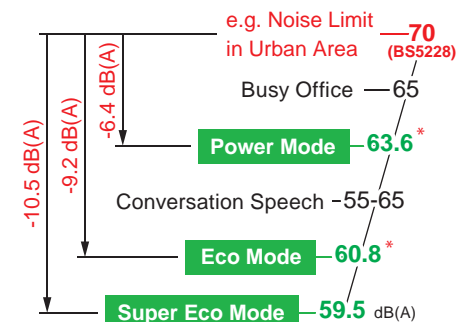 e.g. Noise Limit
in Urban Area
70
(BS5228)
Busy Office
65
Power Mode
63.6 *
Conversation Speech
55-65
Eco Mode
60.8 *
Super Eco Mode
59.5 dB(A)
-10.5 dB(A)
-9.2 dB(A)
-6.4 dB(A)